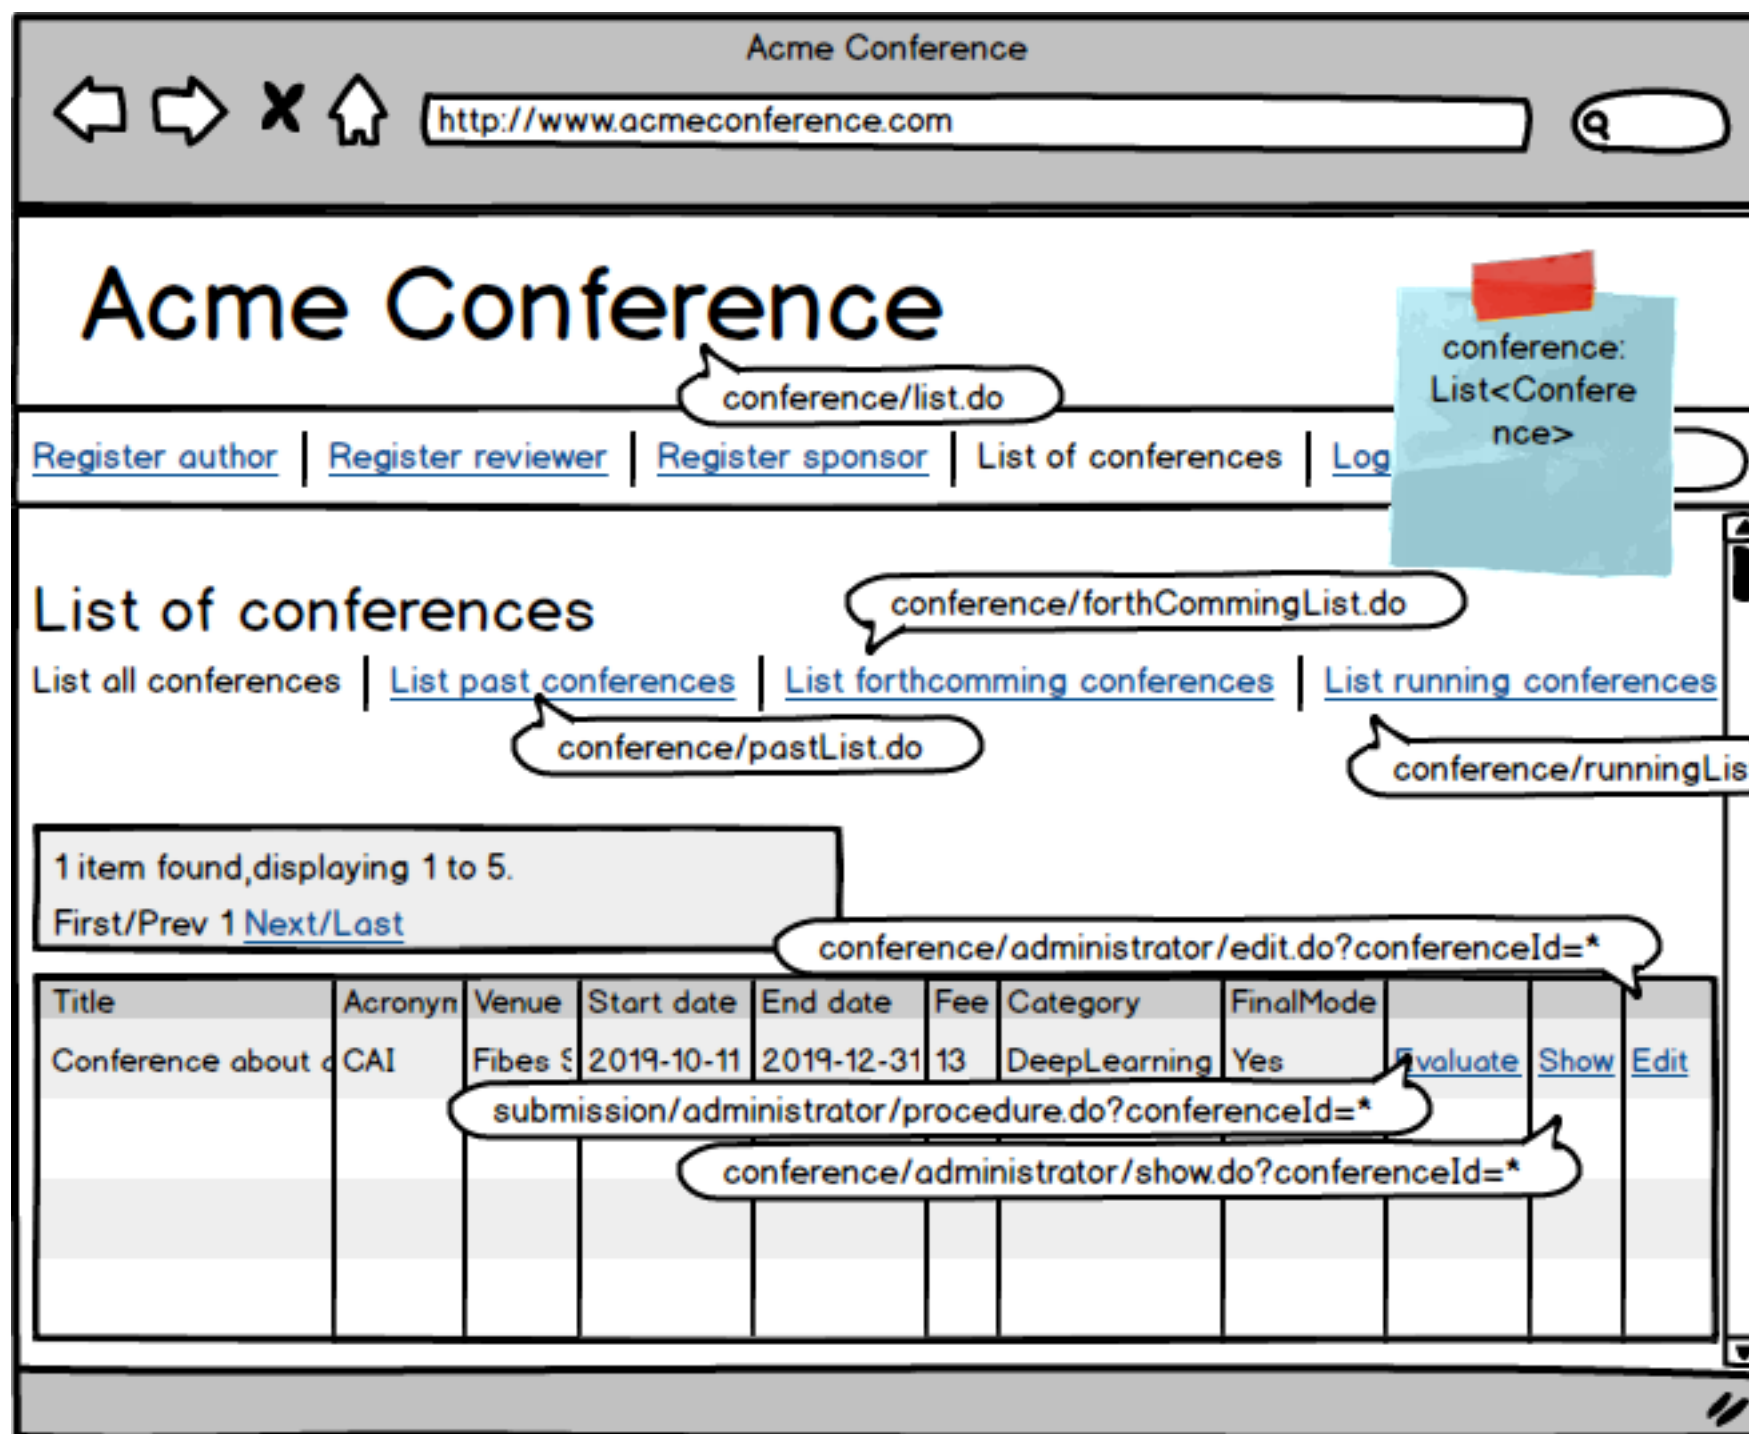 Acme Conference
http://www.acmeconference.com
Acme Conference
conference:
List<Confere
nce>
conference/list.do
Register author | Register reviewer | Register sponsor | List of conferences | Log
List of conferences
conference/forthCommingList.do
List all conferences | List past conferences | List forthcomming conferences | List running conferences
conference/pastList.do
conference/runningLis
1 item found,displaying 1 to 5.
First/Prev 1 Next/Last
conference/administrator/edit.do?conferenceId=*
Title Acronyn Venue Start date End date Fee Category FinalMode
Conference about CAI Fibes S 2019-10-11 2019-12-31 13 DeepLearning Yes Evaluate Show Edit
submission/administrator/procedure.do?conferenceId=*
conference/administrator/show.do?conferenceId=*